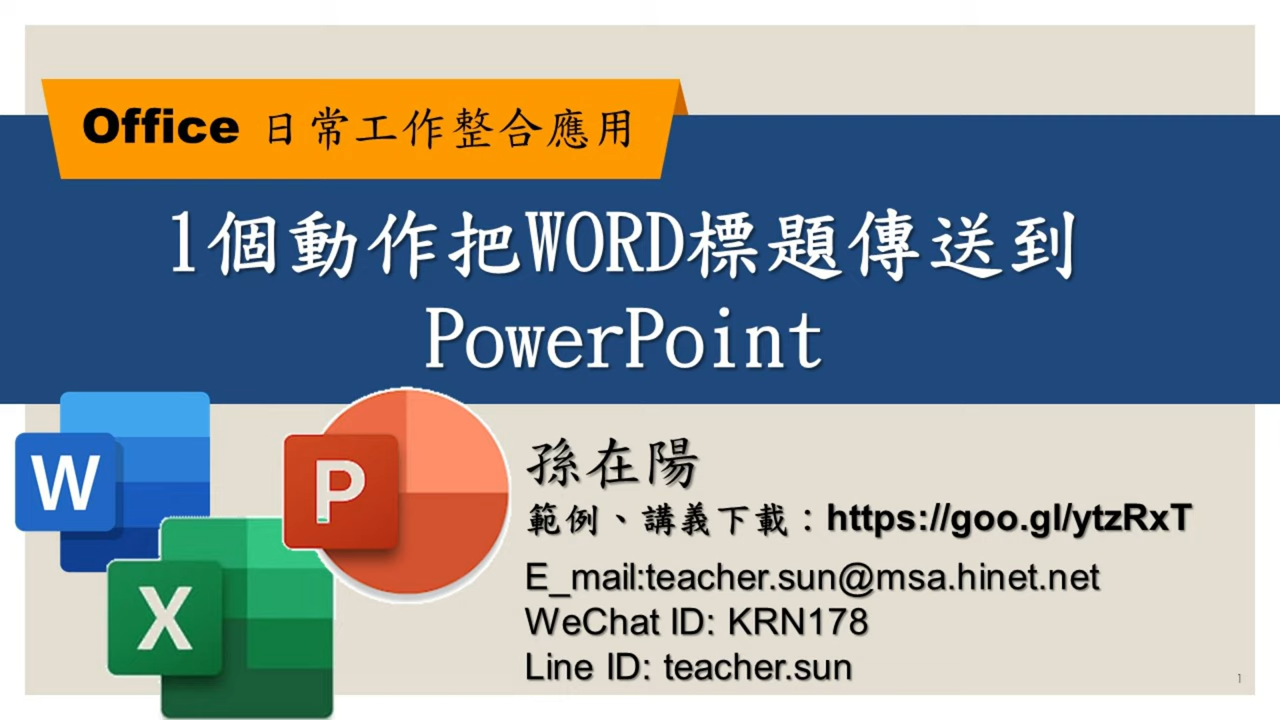 Office 日常工作整合應用
1個動作把WORD標題傳送到
PowerPoint
W
P
X
孫在陽
範例、講義下載：https://goo.gl/ytzRxT
E_mail:teacher.sun@msa.hinet.net
WeChat ID: KRN178
Line ID: teacher.sun
1